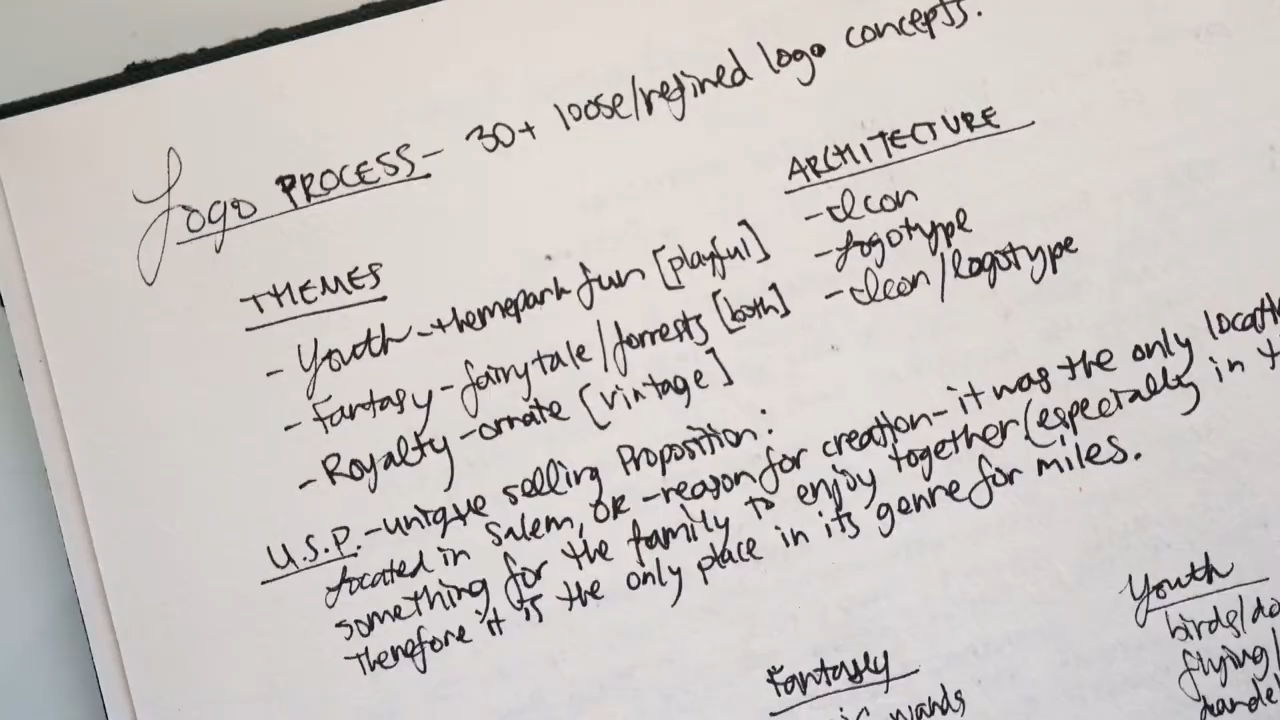 Logo PROCESS - 30+ loose/refined logo concepts.
THEMES
- Youth - themepark fun [playful]
- Fantasy - fairytale/forrests [both]
- Royalty - ornate [vintage]
ARCHITECTURE
- Icon
- Logotype
- Icon/logotype
U.S.P. - unique selling Proposition:
Located in Salem, OR - reason for creation - it was the only
something for the family to enjoy together (especially in
Therefore it is the only place in its genre for miles.
Fantasy
wands
Youth
birds/
flying/